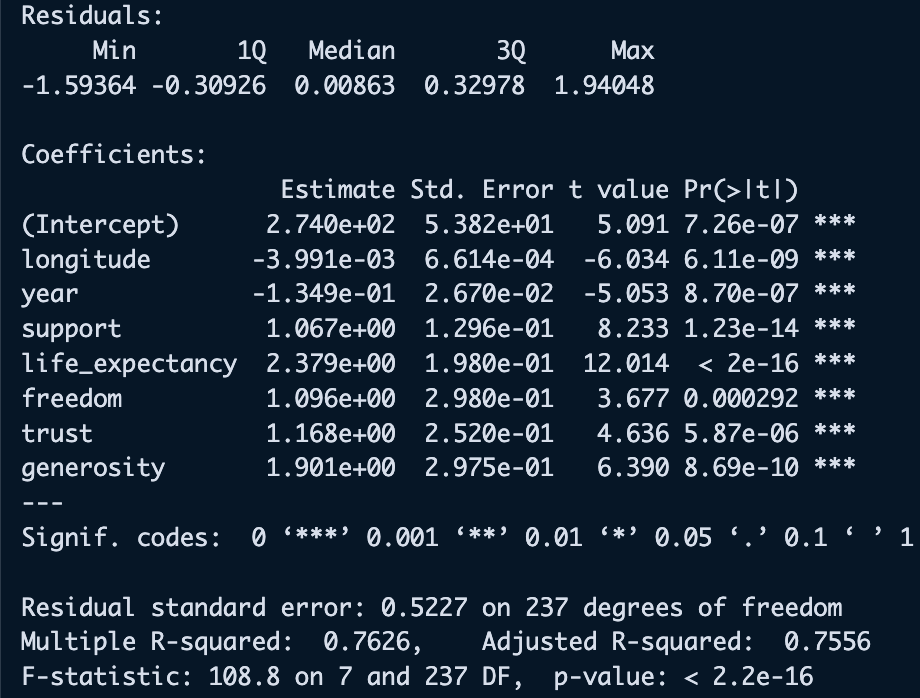 Residuals:
     Min       1Q   Median       3Q      Max
-1.59364 -0.30926  0.00863  0.32978  1.94048

Coefficients:
                  Estimate Std. Error t value Pr(>|t|)
(Intercept)      2.740e+02  5.382e+01   5.091 7.26e-07 ***
longitude       -3.991e-03  6.614e-04  -6.034 6.11e-09 ***
year            -1.349e-01  2.670e-02  -5.053 8.70e-07 ***
support          1.067e+00  1.296e-01   8.233 1.23e-14 ***
life_expectancy  2.379e+00  1.980e-01  12.014  < 2e-16 ***
freedom          1.096e+00  2.980e-01   3.677 0.000292 ***
trust            1.168e+00  2.520e-01   4.636 5.87e-06 ***
generosity       1.901e+00  2.975e-01   6.390 8.69e-10 ***
---
Signif. codes:  0 ‘***’ 0.001 ‘**’ 0.01 ‘*’ 0.05 ‘.’ 0.1 ‘ ’ 1

Residual standard error: 0.5227 on 237 degrees of freedom
Multiple R-squared:  0.7626,    Adjusted R-squared:  0.7556
F-statistic: 108.8 on 7 and 237 DF,  p-value: < 2.2e-16